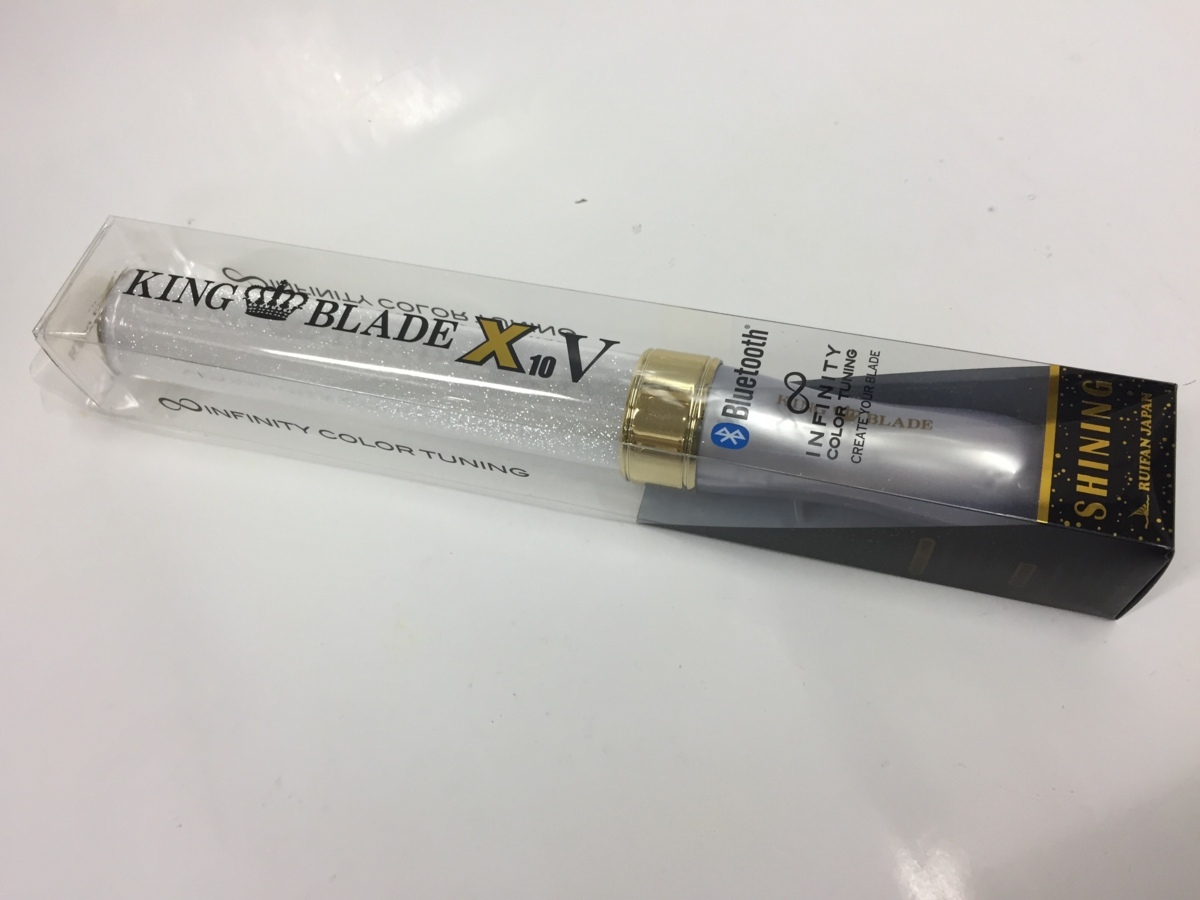 KING BLADE X10 V
∞ INFINITY COLOR TUNING
∞ INFINITY COLOR TUNING
Bluetooth®
∞
INFINITY
COLOR TUNING
CREATE YOUR BLADE
BLADE
SHINING
RUIFAN JAPAN